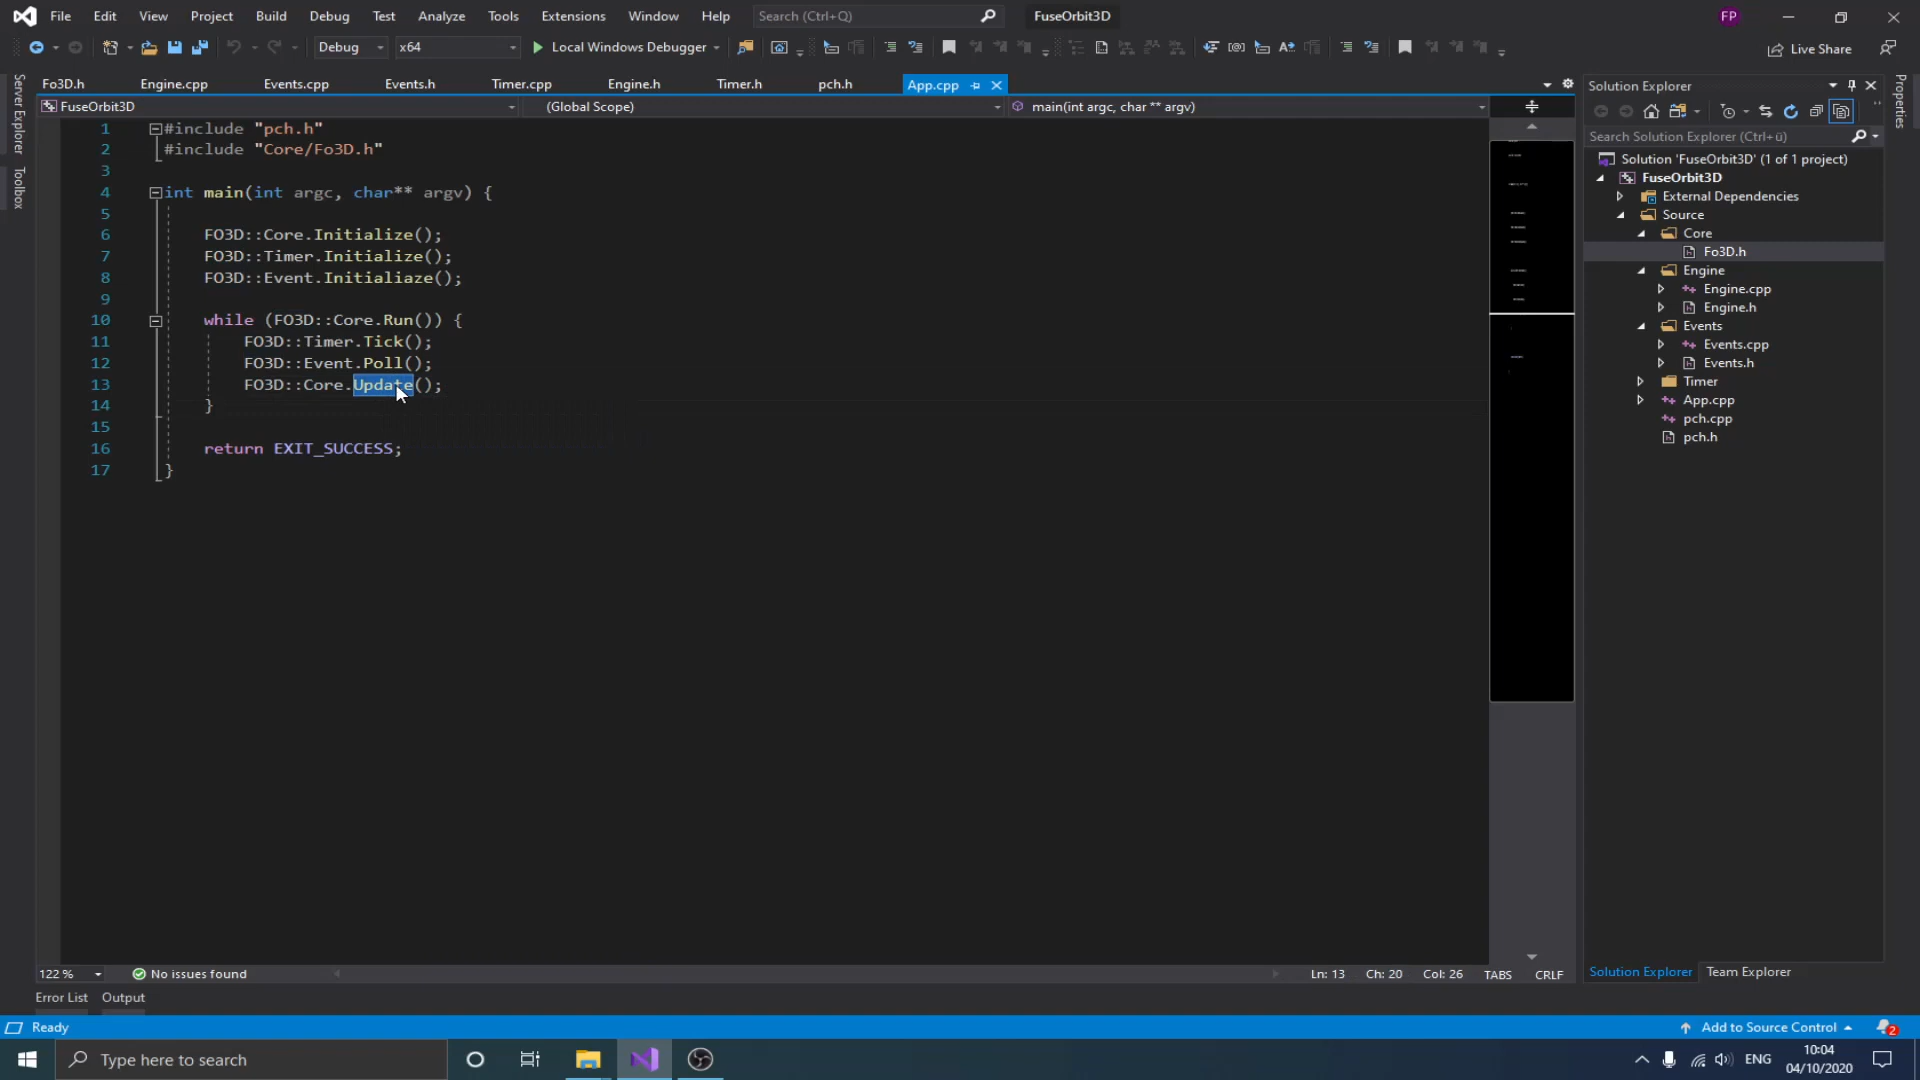 File Edit View Project Build Debug Test Analyze Tools Extensions Window Help Search (Ctrl+Q) FuseOrbit3D FP
Debug x64 Local Windows Debugger Live Share
Fo3D.h Engine.cpp Events.cpp Events.h Timer.cpp Engine.h Timer.h pch.h App.cpp
FuseOrbit3D (Global Scope) main(int argc, char ** argv)
1 #include "pch.h"
2 #include "Core/Fo3D.h"
3
4 int main(int argc, char** argv) {
5
6 FO3D::Core.Initialize();
7 FO3D::Timer.Initialize();
8 FO3D::Event.Initialiaze();
9
10 while (FO3D::Core.Run()) {
11 FO3D::Timer.Tick();
12 FO3D::Event.Poll();
13 FO3D::Core.Update();
14 }
15
16 return EXIT_SUCCESS;
17 }
122 % No issues found Ln: 13 Ch: 20 Col: 26 TABS CRLF
Server Explorer
Toolbox
Solution Explorer
Search Solution Explorer (Ctrl+ü)
Solution 'FuseOrbit3D' (1 of 1 project)
FuseOrbit3D
External Dependencies
Source
Core
Fo3D.h
Engine
Engine.cpp
Engine.h
Events
Events.cpp
Events.h
Timer
App.cpp
pch.cpp
pch.h
Solution Explorer Team Explorer
Properties
Error List Output
Ready Add to Source Control 2
Type here to search ENG 10:04
04/10/2020